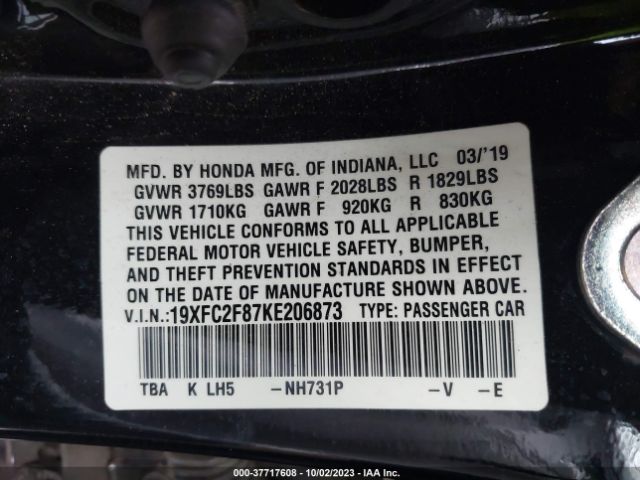 MFD. BY HONDA MFG. OF INDIANA, LLC 03/'19
GVWR 3769LBS GAWR F 2028LBS R 1829LBS
GVWR 1710KG GAWR F 920KG R 830KG
THIS VEHICLE CONFORMS TO ALL APPLICABLE
FEDERAL MOTOR VEHICLE SAFETY, BUMPER,
AND THEFT PREVENTION STANDARDS IN EFFECT
ON THE DATE OF MANUFACTURE SHOWN ABOVE.
V.I.N.:19XFC2F87KE206873 TYPE: PASSENGER CAR
TBA K LH5 –NH731P –V –E
000-37717608 - 10/02/2023 - IAA Inc.